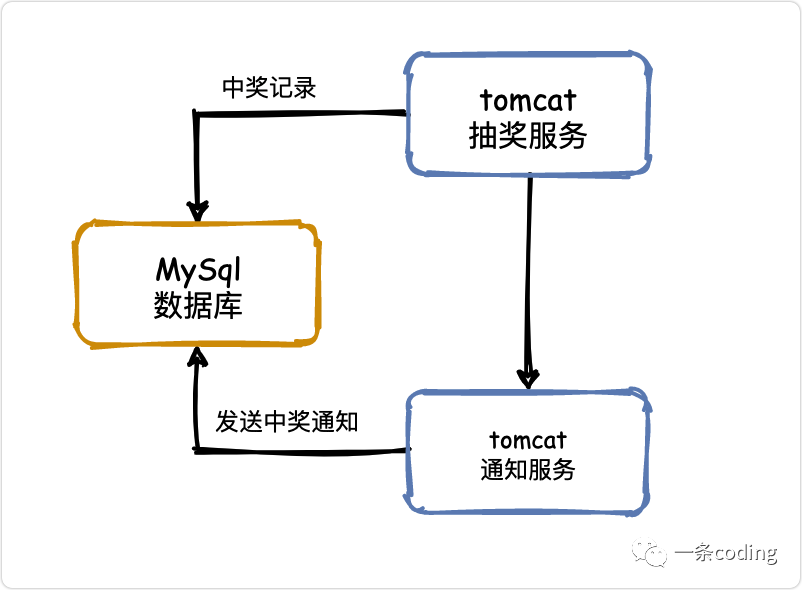 中奖记录
tomcat
抽奖服务
MySql
数据库
发送中奖通知
tomcat
通知服务
一条coding